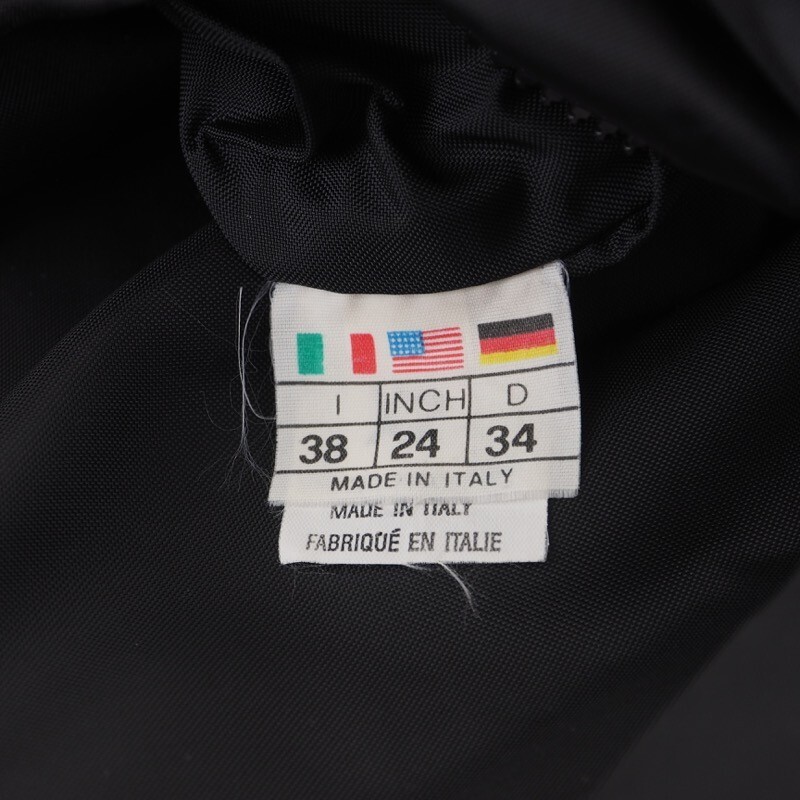 I INCH D
38 24 34
MADE IN ITALY
MADE IN ITALY
FABRIQUÉ EN ITALIE